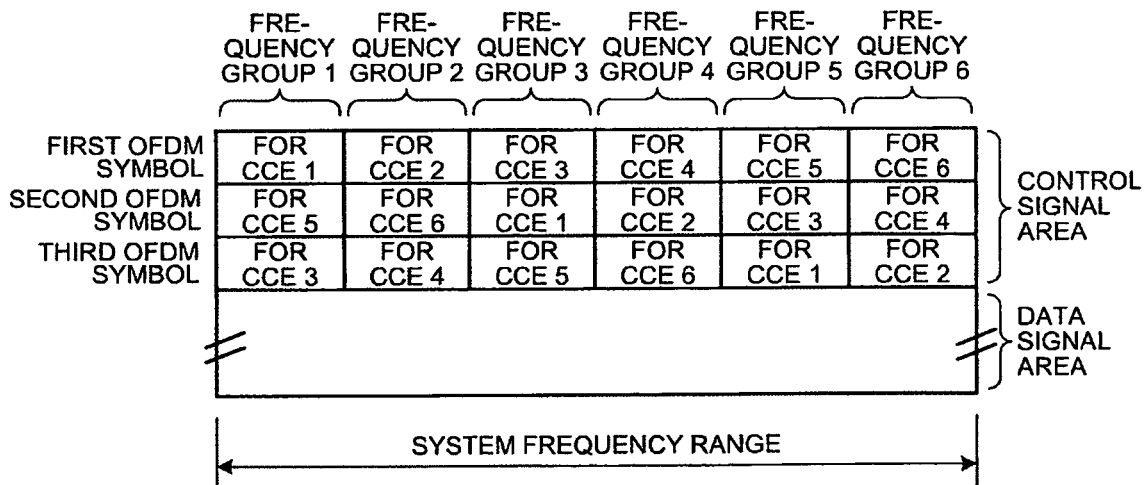 FRE-
QUENCY
GROUP 1
FRE-
QUENCY
GROUP 2
FRE-
QUENCY
GROUP 3
FRE-
QUENCY
GROUP 4
FRE-
QUENCY
GROUP 5
FRE-
QUENCY
GROUP 6
FIRST OFDM
SYMBOL
FOR
CCE 1
FOR
CCE 2
FOR
CCE 3
FOR
CCE 4
FOR
CCE 5
FOR
CCE 6
SECOND OFDM
SYMBOL
FOR
CCE 5
FOR
CCE 6
FOR
CCE 1
FOR
CCE 2
FOR
CCE 3
FOR
CCE 4
THIRD OFDM
SYMBOL
FOR
CCE 3
FOR
CCE 4
FOR
CCE 5
FOR
CCE 6
FOR
CCE 1
FOR
CCE 2
CONTROL
SIGNAL
AREA
DATA
SIGNAL
AREA
SYSTEM FREQUENCY RANGE